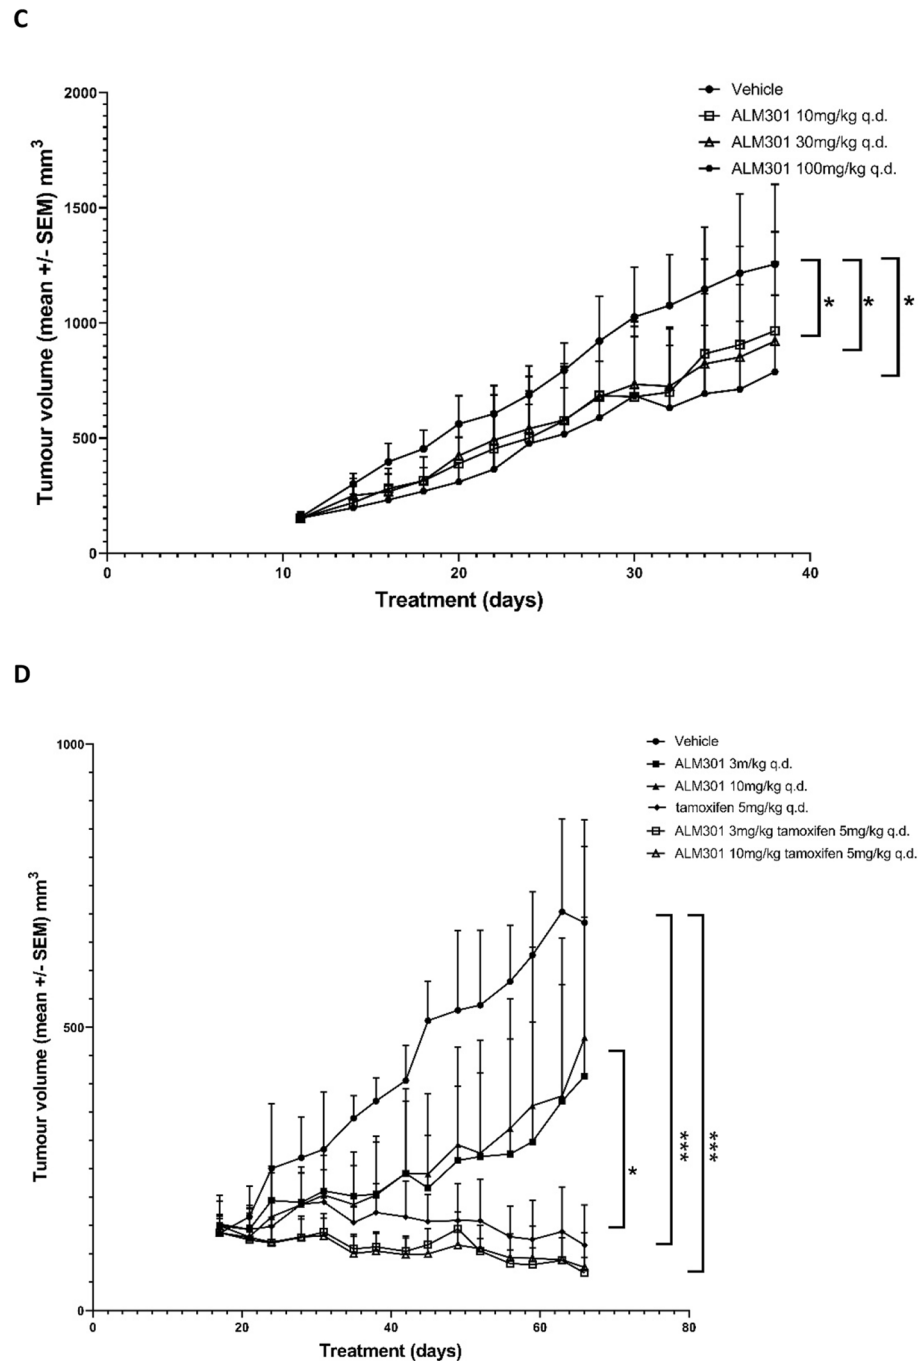 C
2000
1500
1000
500
0
Tumour volume (mean +/- SEM) mm3
Vehicle
ALM301 10mg/kg q.d.
ALM301 30mg/kg q.d.
ALM301 100mg/kg q.d.
* * *
0 10 20 30 40
Treatment (days)
D
1000
500
0
Tumour volume (mean +/- SEM) mm3
Vehicle
ALM301 3m/kg q.d.
ALM301 10mg/kg q.d.
tamoxifen 5mg/kg q.d.
ALM301 3mg/kg tamoxifen 5mg/kg q.d.
ALM301 10mg/kg tamoxifen 5mg/kg q.d.
* *** ***
0 20 40 60 80
Treatment (days)